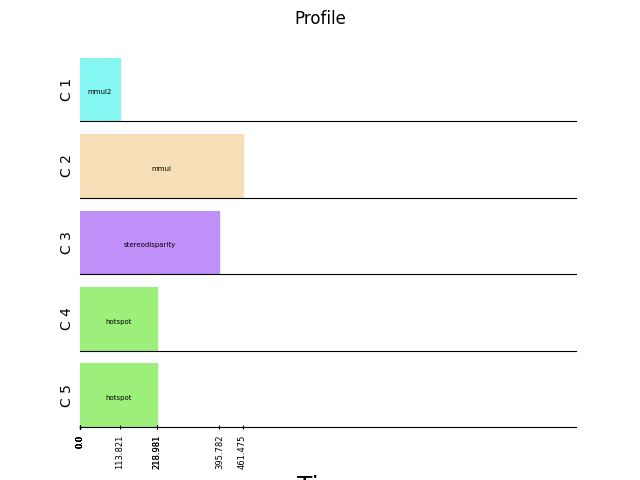 Profile
C 1
mmul2
C 2
mmul
C 3
stereodisparity
C 4
hotspot
C 5
hotspot
0.0
113.821
218.981
395.782
461.475